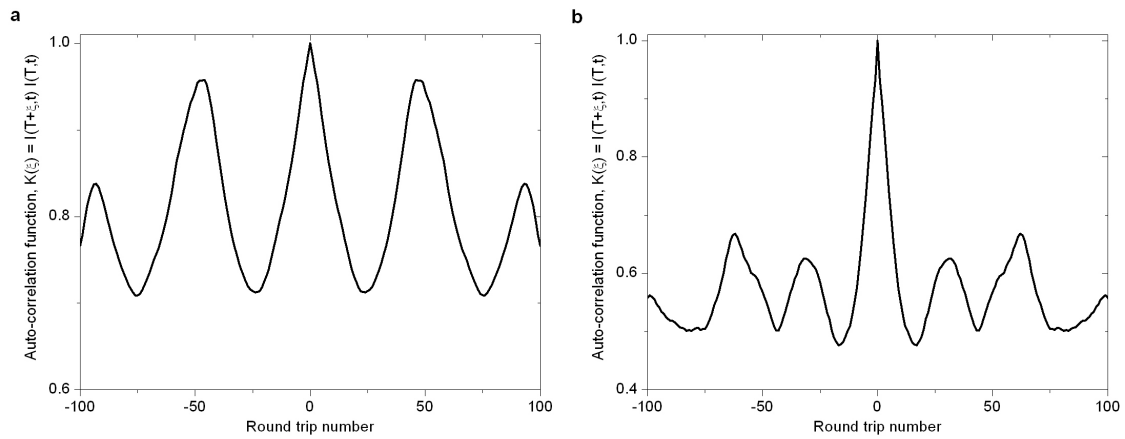 a
Auto-correlation function, K(ξ) = I(T+ξ,t) I(T,t)
1.0
0.8
0.6
-100
-50
0
50
100
Round trip number
b
Auto-correlation function, K(ξ) = I(T+ξ,t) I(T,t)
1.0
0.8
0.6
0.4
-100
-50
0
50
100
Round trip number